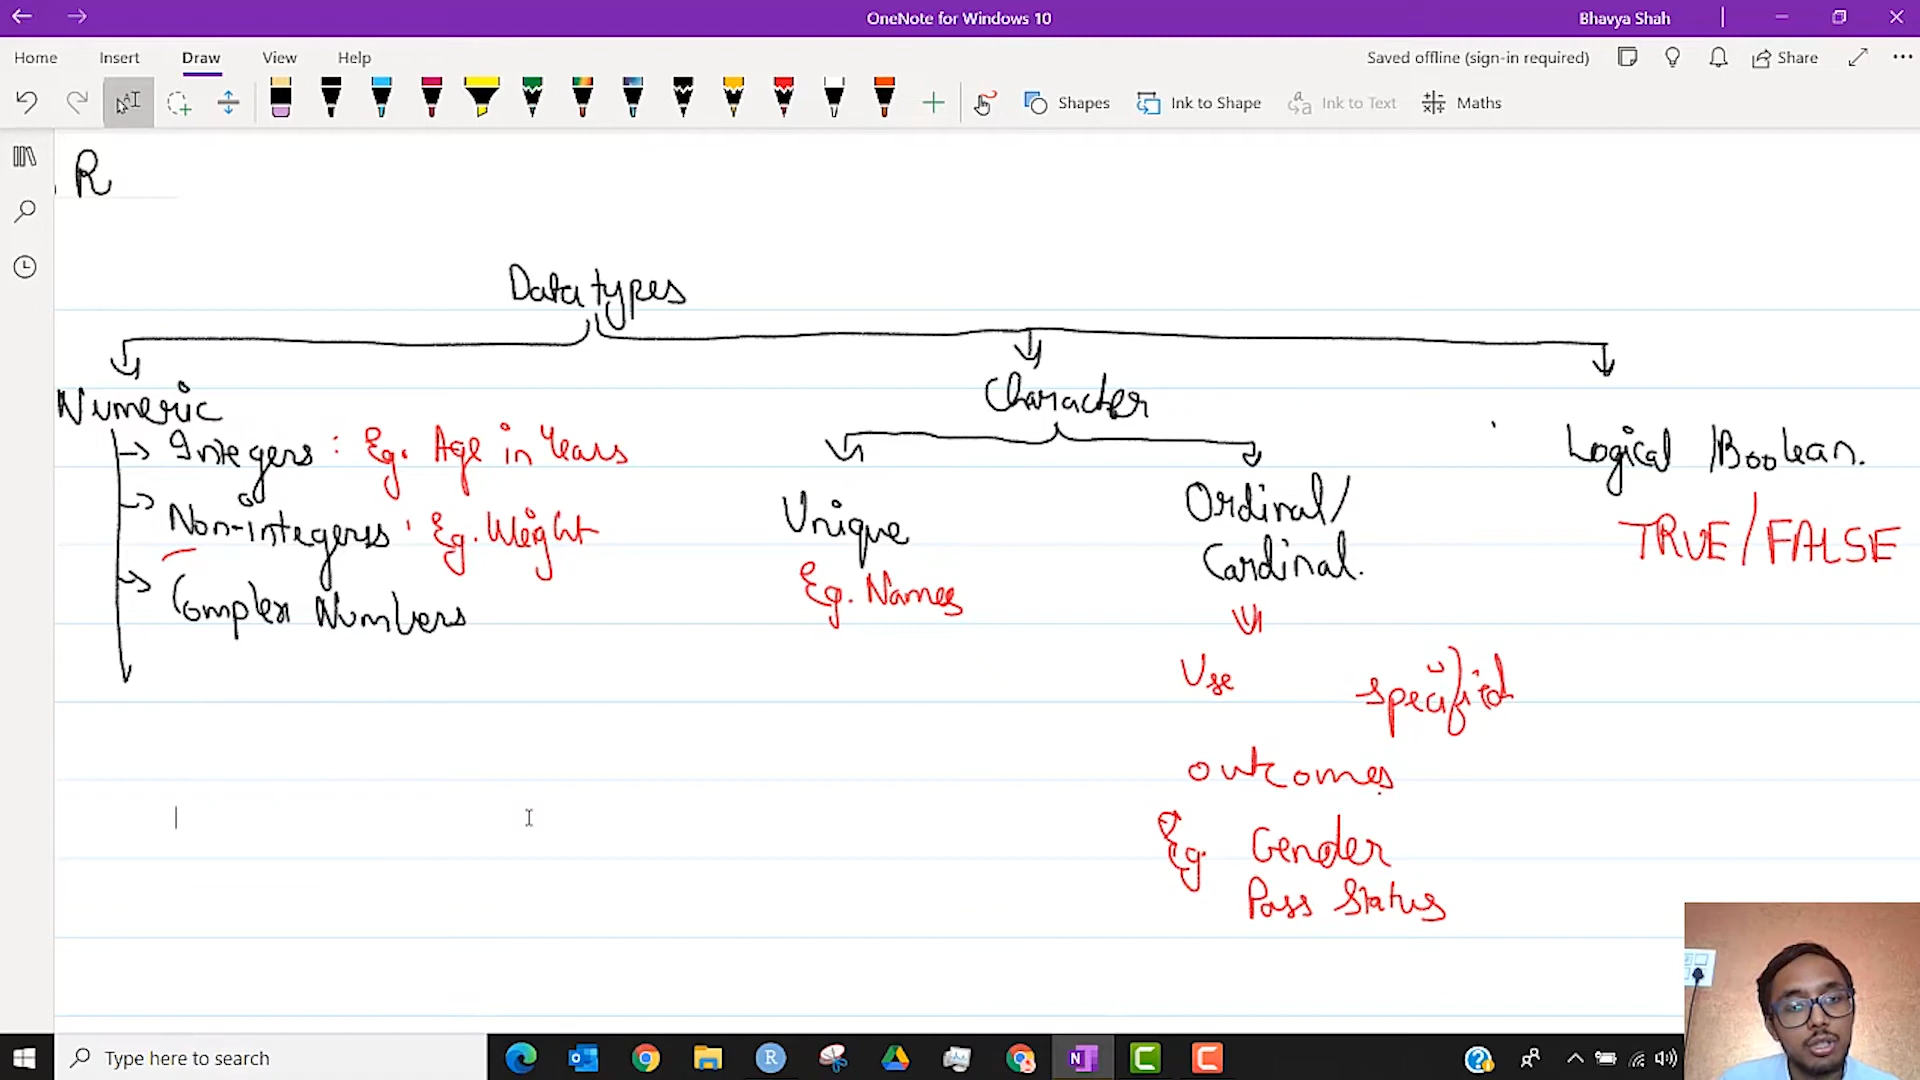 OneNote for Windows 10
Bhavya Shah
Home Insert Draw View Help
Saved offline (sign-in required)
Share
Shapes
Ink to Shape
Ink to Text
Maths
R
Data types
Numeric
Character
Logical /Boolean.
Integers : Eg. Age in Years
Non-integers : Eg. Weight
Complex Numbers
Unique
Eg. Names
Ordinal/
Cardinal.
TRUE/FALSE
Use specified
outcomes
Eg. Gender
Pass Status
Type here to search